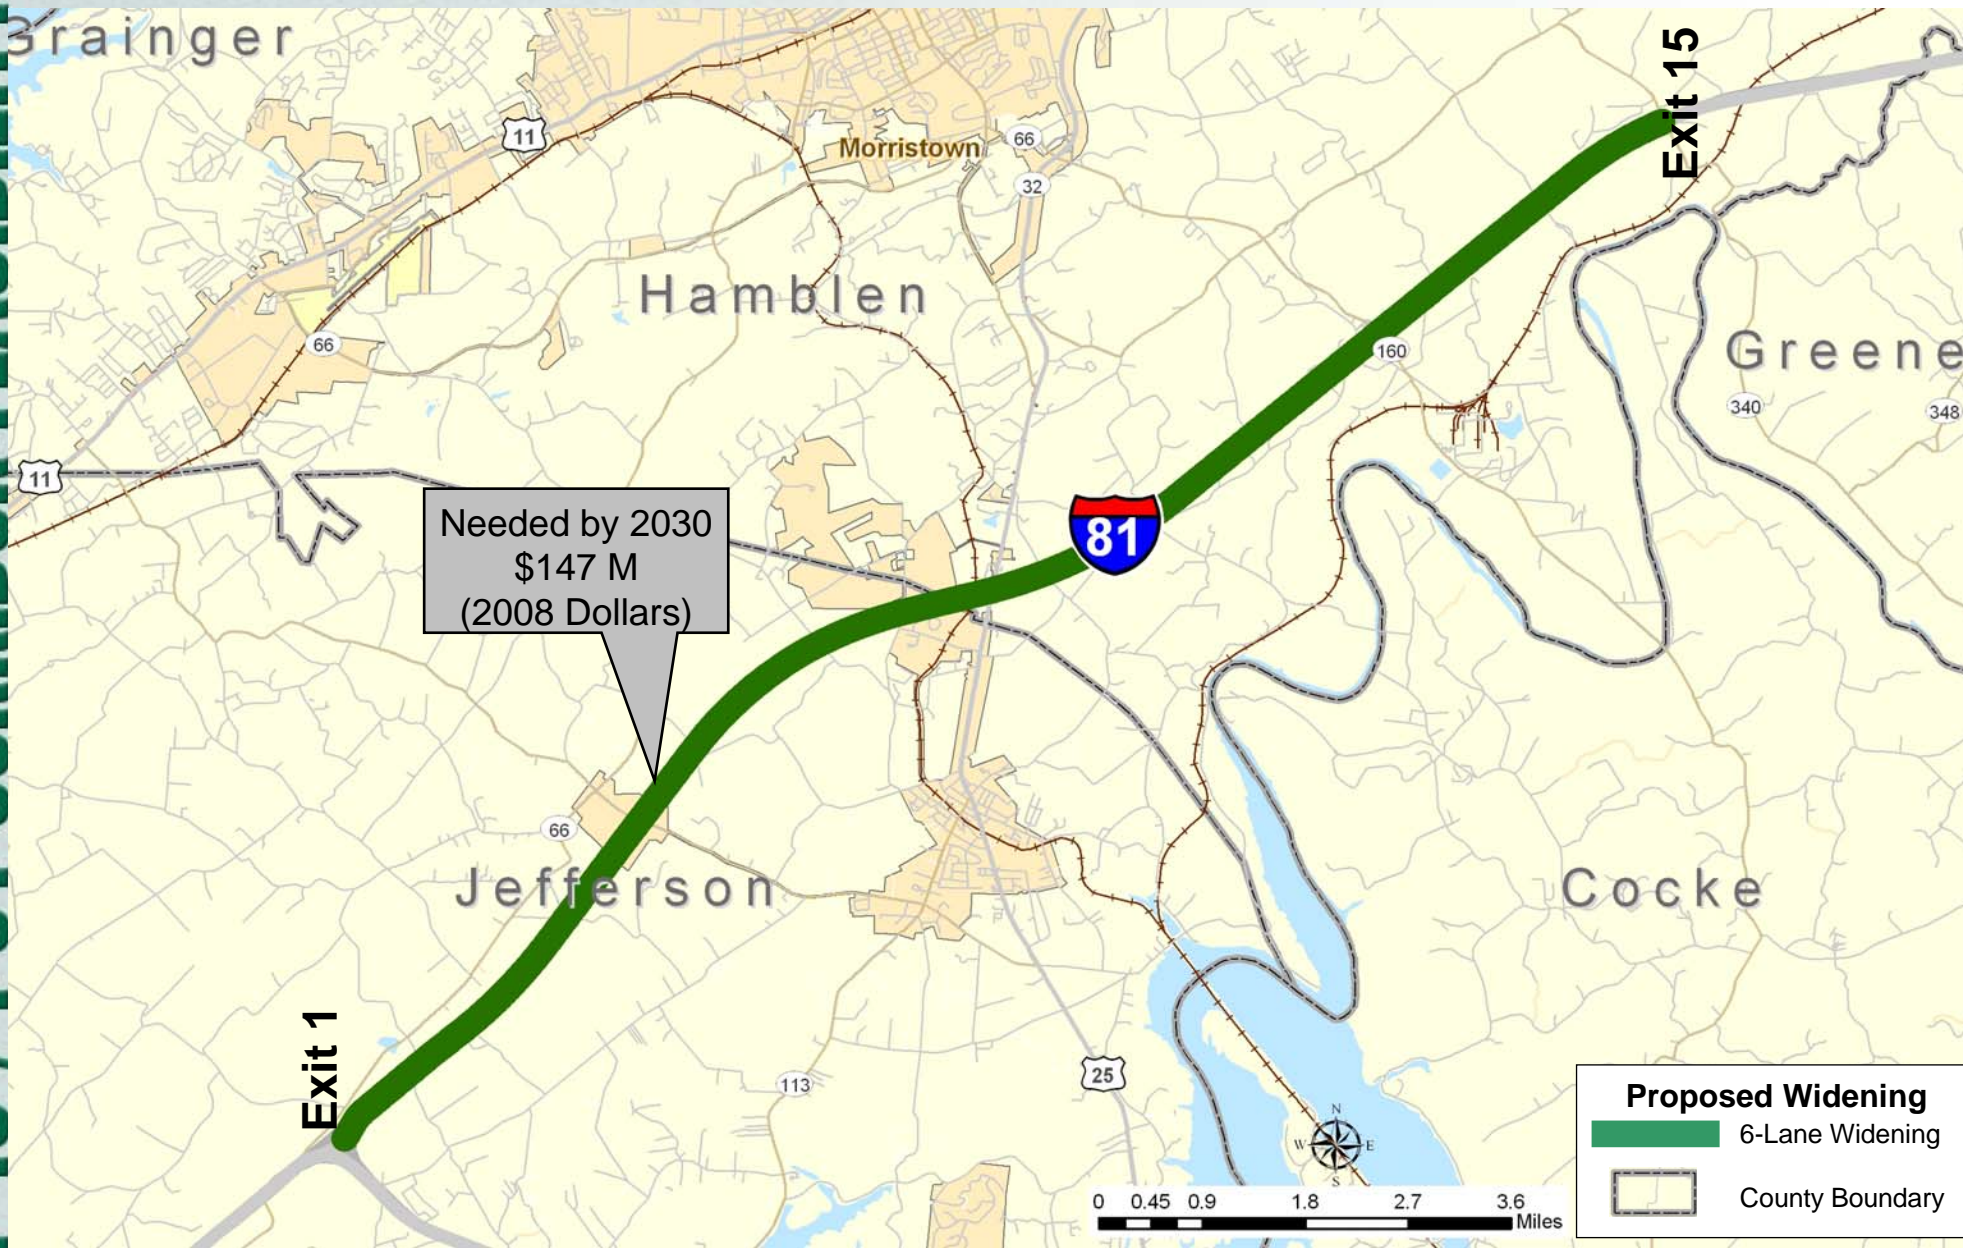 Grainger
Exit 15
11
Morristown
66
32
Hamblen
66
160
Greene
340
348
11
Needed by 2030
$147 M
(2008 Dollars)
81
66
Jefferson
Cocke
Exit 1
113
25
N
W
E
S
0 0.45 0.9 1.8 2.7 3.6
Miles
Proposed Widening
6-Lane Widening
County Boundary